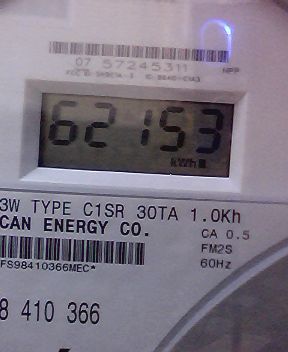 07 57245311
NPP
62153
kWh
3W TYPE C1SR 30TA 1.0Kh
CAN ENERGY CO.
CA 0.5
FM2S
60Hz
FS98410366MEC*
8 410 366